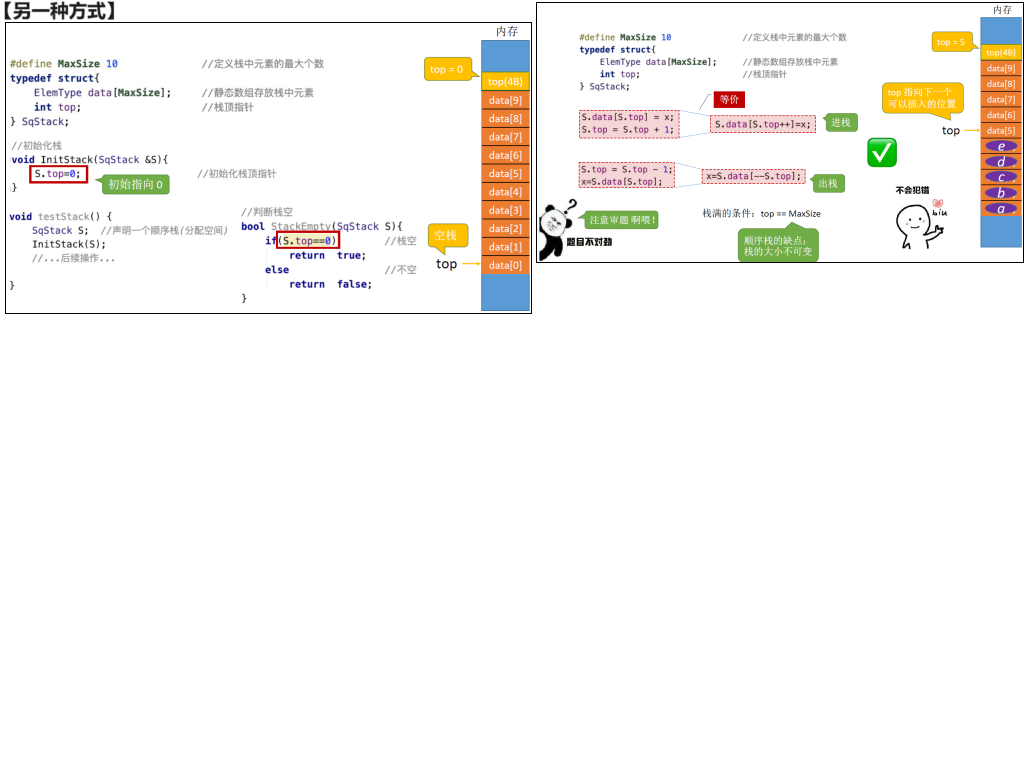 【另一种方式】
内存
#define MaxSize 10 //定义栈中元素的最大个数
typedef struct{
ElemType data[MaxSize]; //静态数组存放栈中元素
int top; //栈顶指针
} SqStack;
//初始化栈
void InitStack(SqStack &S){
S.top=0; //初始化栈顶指针
初始指向 0
}
void testStack() {
SqStack S; //声明一个顺序栈(分配空间)
InitStack(S);
//...后续操作...
}
//判断栈空
bool StackEmpty(SqStack S){
if(S.top==0) //栈空
return true;
else //不空
return false;
}
top = 0
空栈
top
top(4B)
data[9]
data[8]
data[7]
data[6]
data[5]
data[4]
data[3]
data[2]
data[1]
data[0]
内存
#define MaxSize 10 //定义栈中元素的最大个数
typedef struct{
ElemType data[MaxSize]; //静态数组存放栈中元素
int top; //栈顶指针
} SqStack;
等价
S.data[S.top] = x;
S.top = S.top + 1;
S.data[S.top++]=x;
进栈
S.top = S.top - 1;
x=S.data[S.top];
x=S.data[--S.top];
出栈
栈满的条件：top == MaxSize
顺序栈的缺点：
栈的大小不可变
注意审题 啊喂！
题目不对劲
不会犯错
biu
top = 5
top 指向下一个
可以插入的位置
top
top(4B)
data[9]
data[8]
data[7]
data[6]
data[5]
e
d
c
b
a